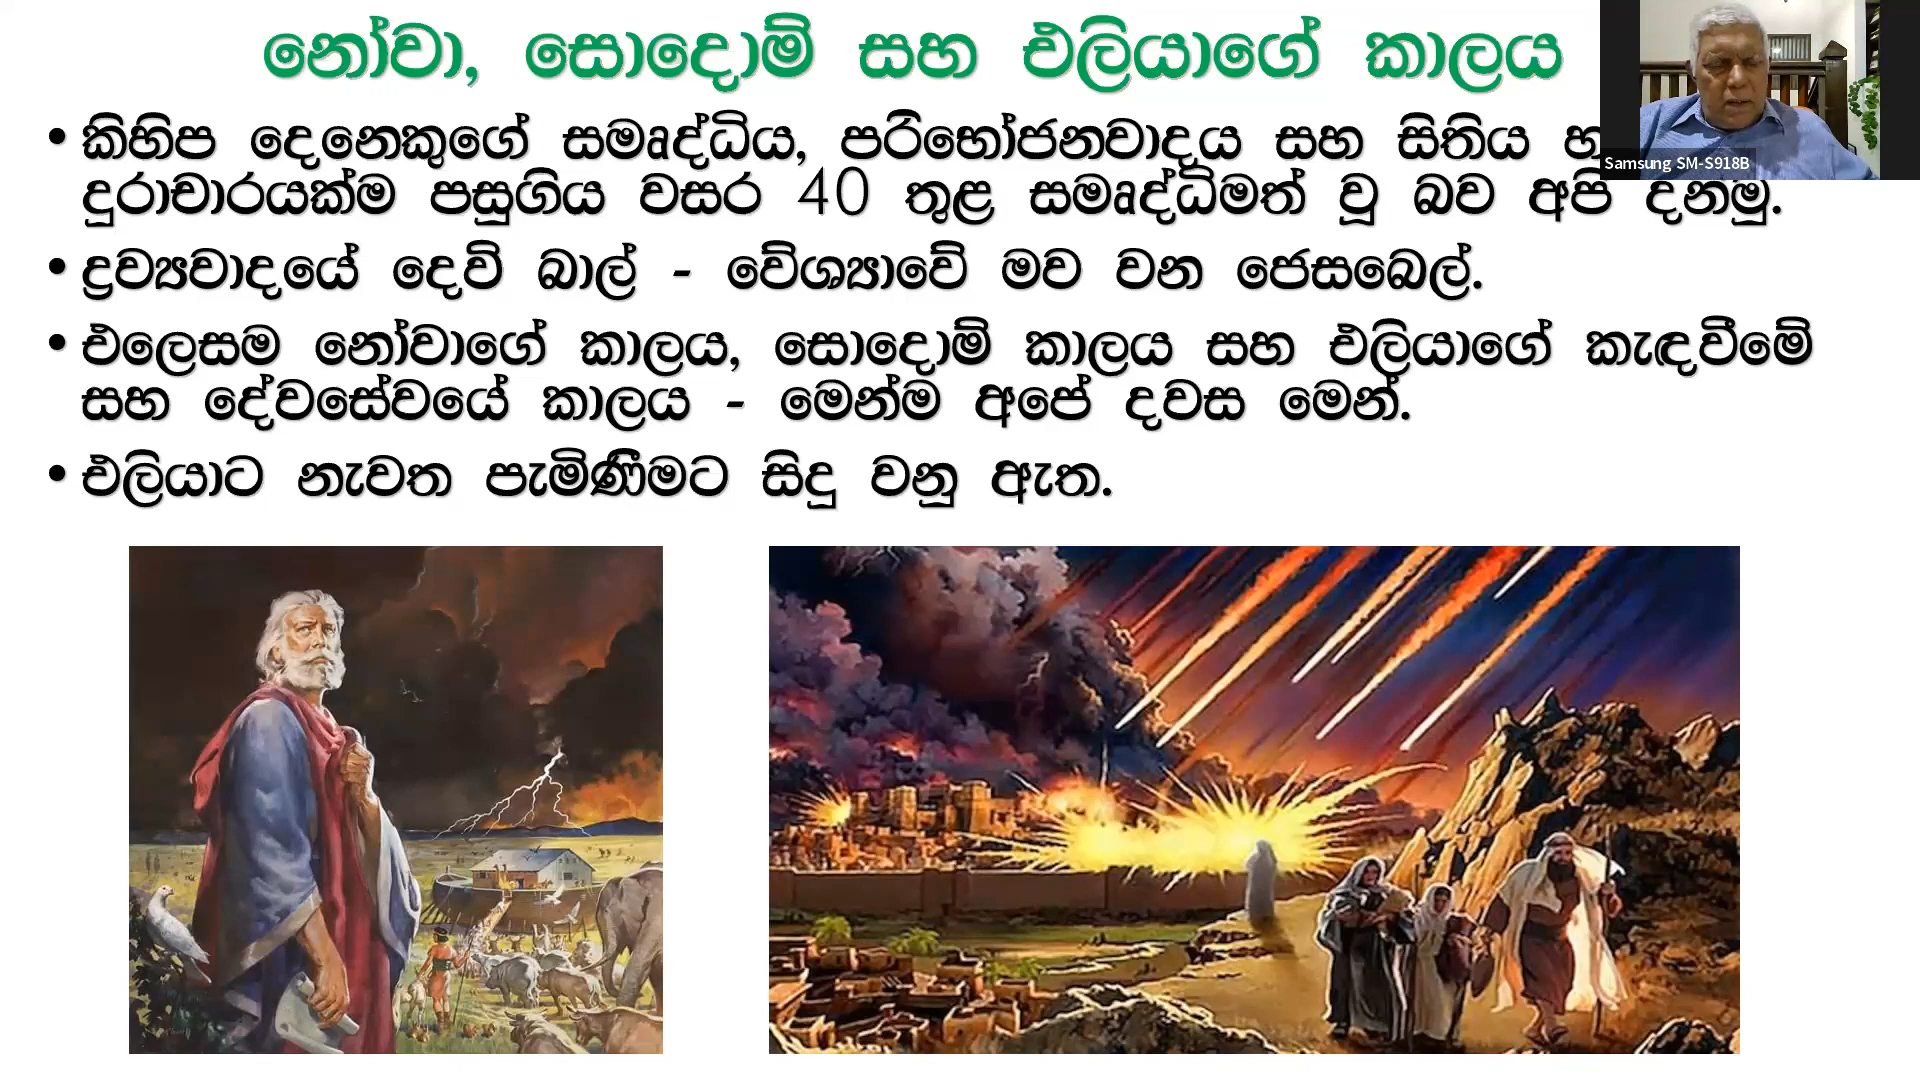 නෝවා, සොදොම් සහ එලියාගේ කාලය
• කිහිප දෙනෙකුගේ සමෘද්ධිය, පරිභෝජනවාදය සහ සිතිය
දුරාචාරයක්ම පසුගිය වසර 40 තුළ සමෘද්ධිමත් වූ බව අපි දනිමු.
• ද්‍රව්‍යවාදයේ දෙවි බාල් - වේශ්‍යාවේ මව වන ජෙසබෙල්.
• එලෙසම නෝවාගේ කාලය, සොදොම් කාලය සහ එලියාගේ කැඳවීමේ
සහ දේවසේවයේ කාලය - මෙන්ම අපේ දවස මෙන්.
• එලියාට නැවත පැමිණීමට සිදු වනු ඇත.
Samsung SM-S918B